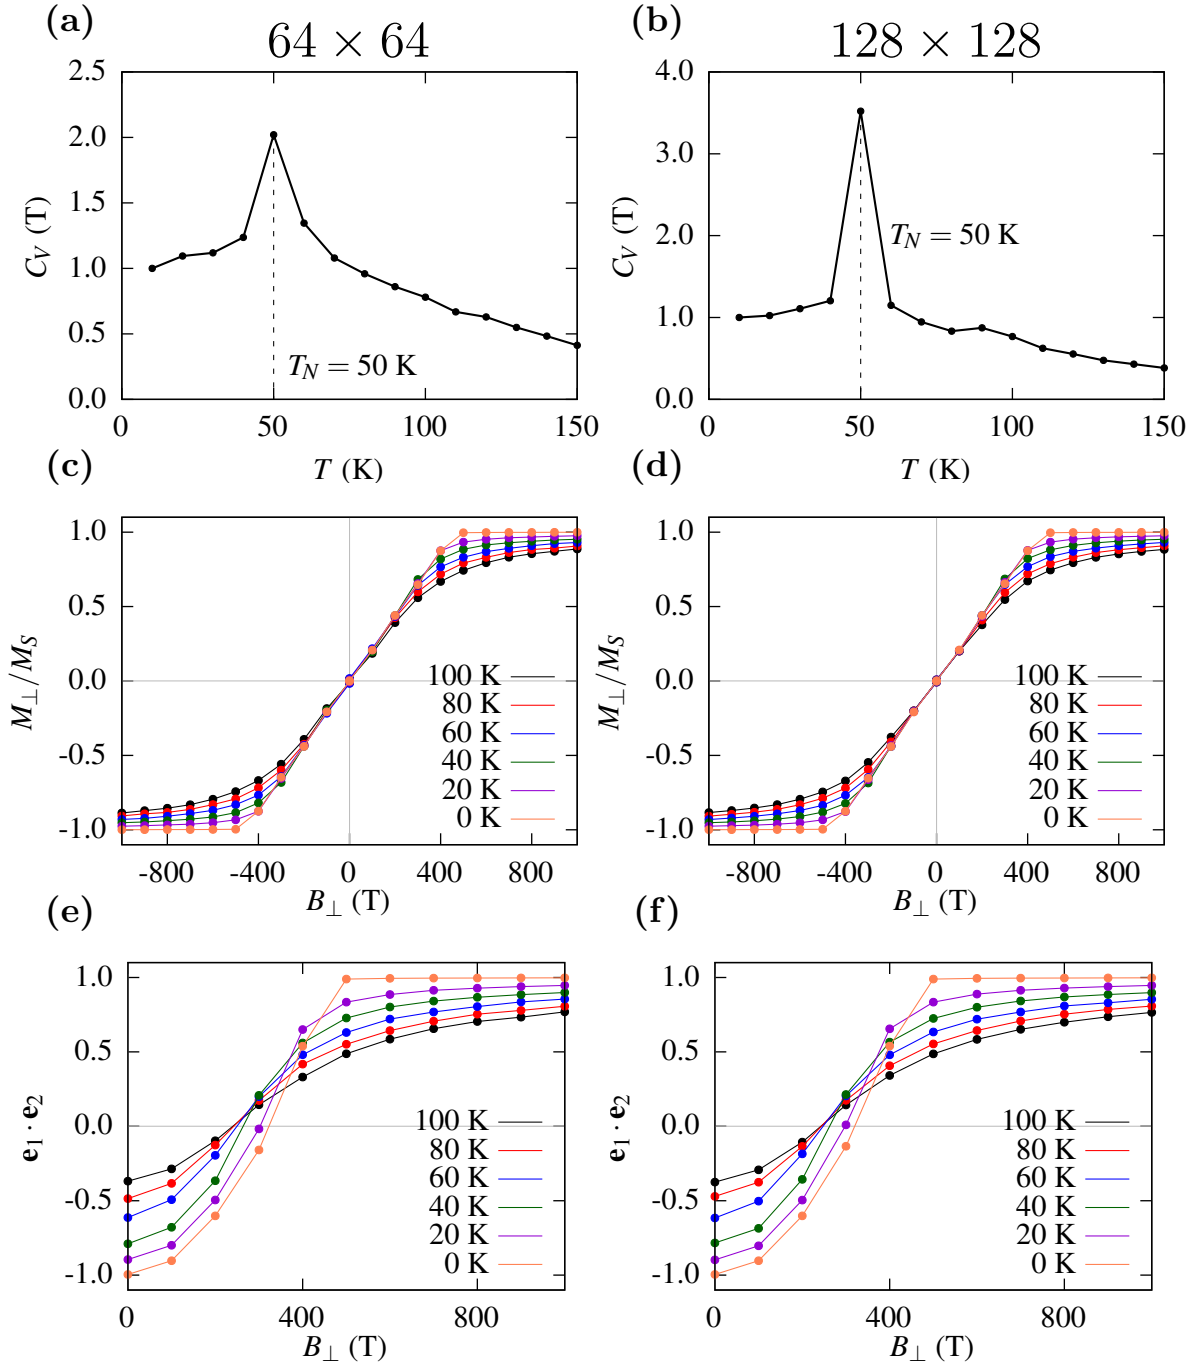 (a) 64 × 64
2.5
2.0
1.5
1.0
0.5
0.0
C_V (T)
T_N = 50 K
0 50 100 150
T (K)
(b) 128 × 128
4.0
3.0
2.0
1.0
0.0
C_V (T)
T_N = 50 K
0 50 100 150
T (K)
(c)
1.0
0.5
0.0
-0.5
-1.0
M_⊥/M_S
100 K
80 K
60 K
40 K
20 K
0 K
-800 -400 0 400 800
B_⊥ (T)
(d)
1.0
0.5
0.0
-0.5
-1.0
M_⊥/M_S
100 K
80 K
60 K
40 K
20 K
0 K
-800 -400 0 400 800
B_⊥ (T)
(e)
1.0
0.5
0.0
-0.5
-1.0
e_1 · e_2
100 K
80 K
60 K
40 K
20 K
0 K
0 400 800
B_⊥ (T)
(f)
1.0
0.5
0.0
-0.5
-1.0
e_1 · e_2
100 K
80 K
60 K
40 K
20 K
0 K
0 400 800
B_⊥ (T)